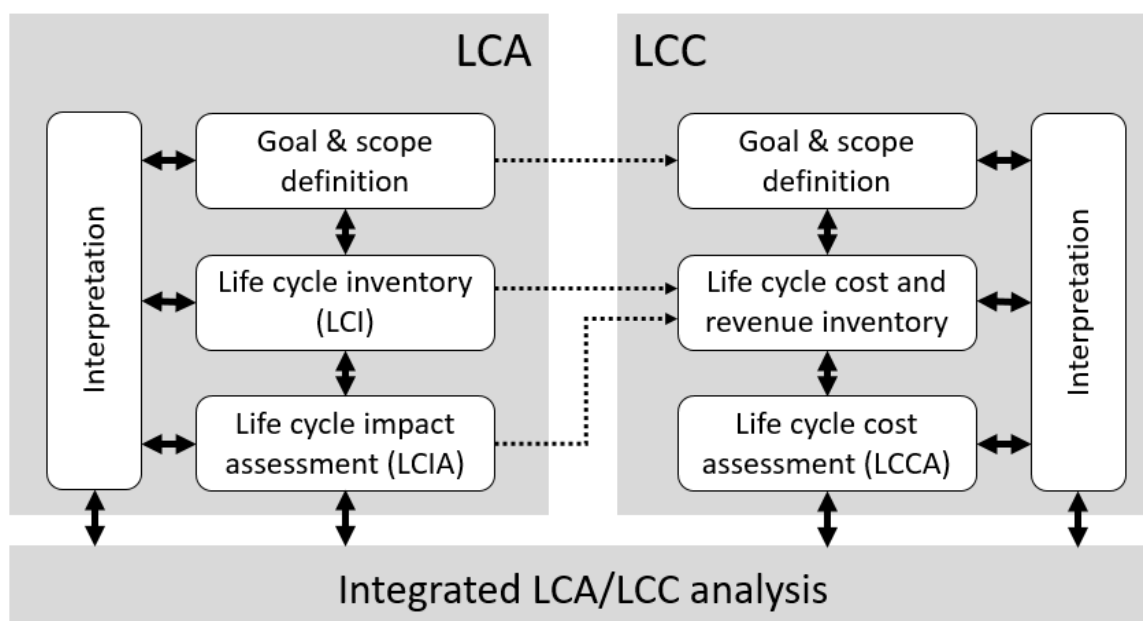 LCA
Interpretation
Goal & scope
definition
Life cycle inventory
(LCI)
Life cycle impact
assessment (LCIA)
LCC
Goal & scope
definition
Life cycle cost and
revenue inventory
Life cycle cost
assessment (LCCA)
Interpretation
Integrated LCA/LCC analysis